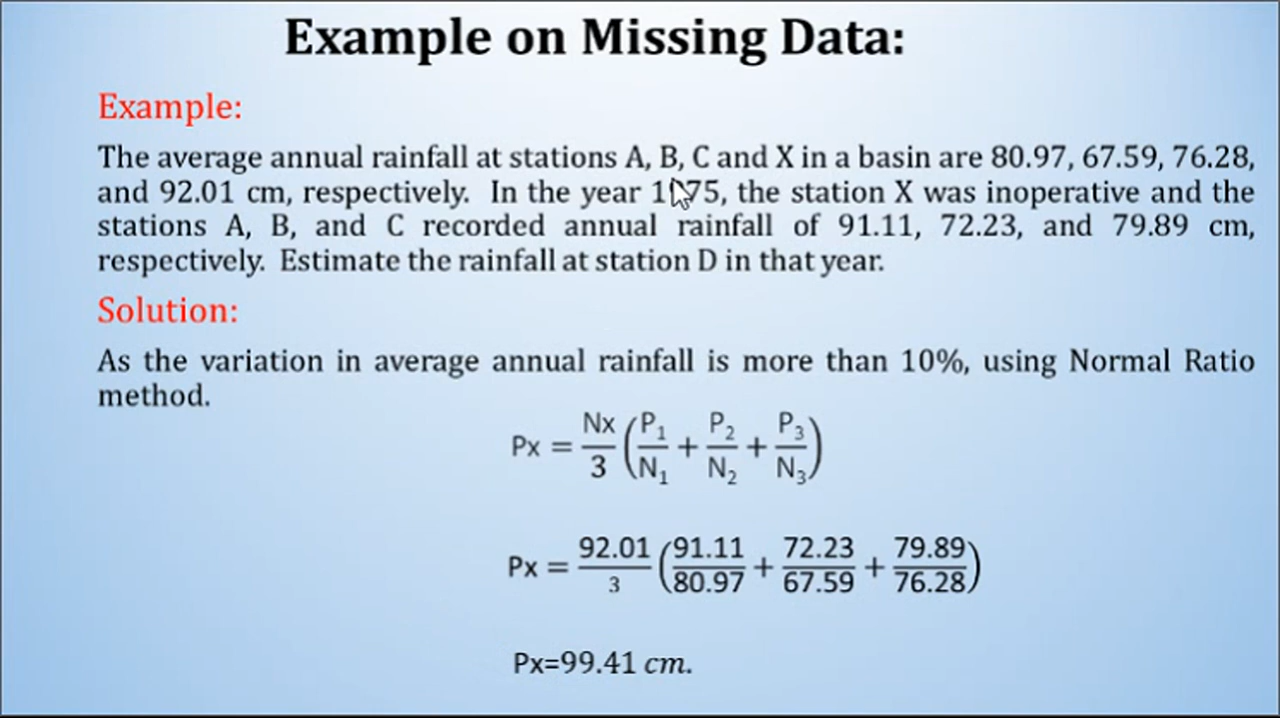 Example on Missing Data:
Example:
The average annual rainfall at stations A, B, C and X in a basin are 80.97, 67.59, 76.28,
and 92.01 cm, respectively. In the year 1975, the station X was inoperative and the
stations A, B, and C recorded annual rainfall of 91.11, 72.23, and 79.89 cm,
respectively. Estimate the rainfall at station D in that year.
Solution:
As the variation in average annual rainfall is more than 10%, using Normal Ratio
method.
Px = Nx/3 (P₁/N₁ + P₂/N₂ + P₃/N₃)
Px = 92.01/3 (91.11/80.97 + 72.23/67.59 + 79.89/76.28)
Px=99.41 cm.